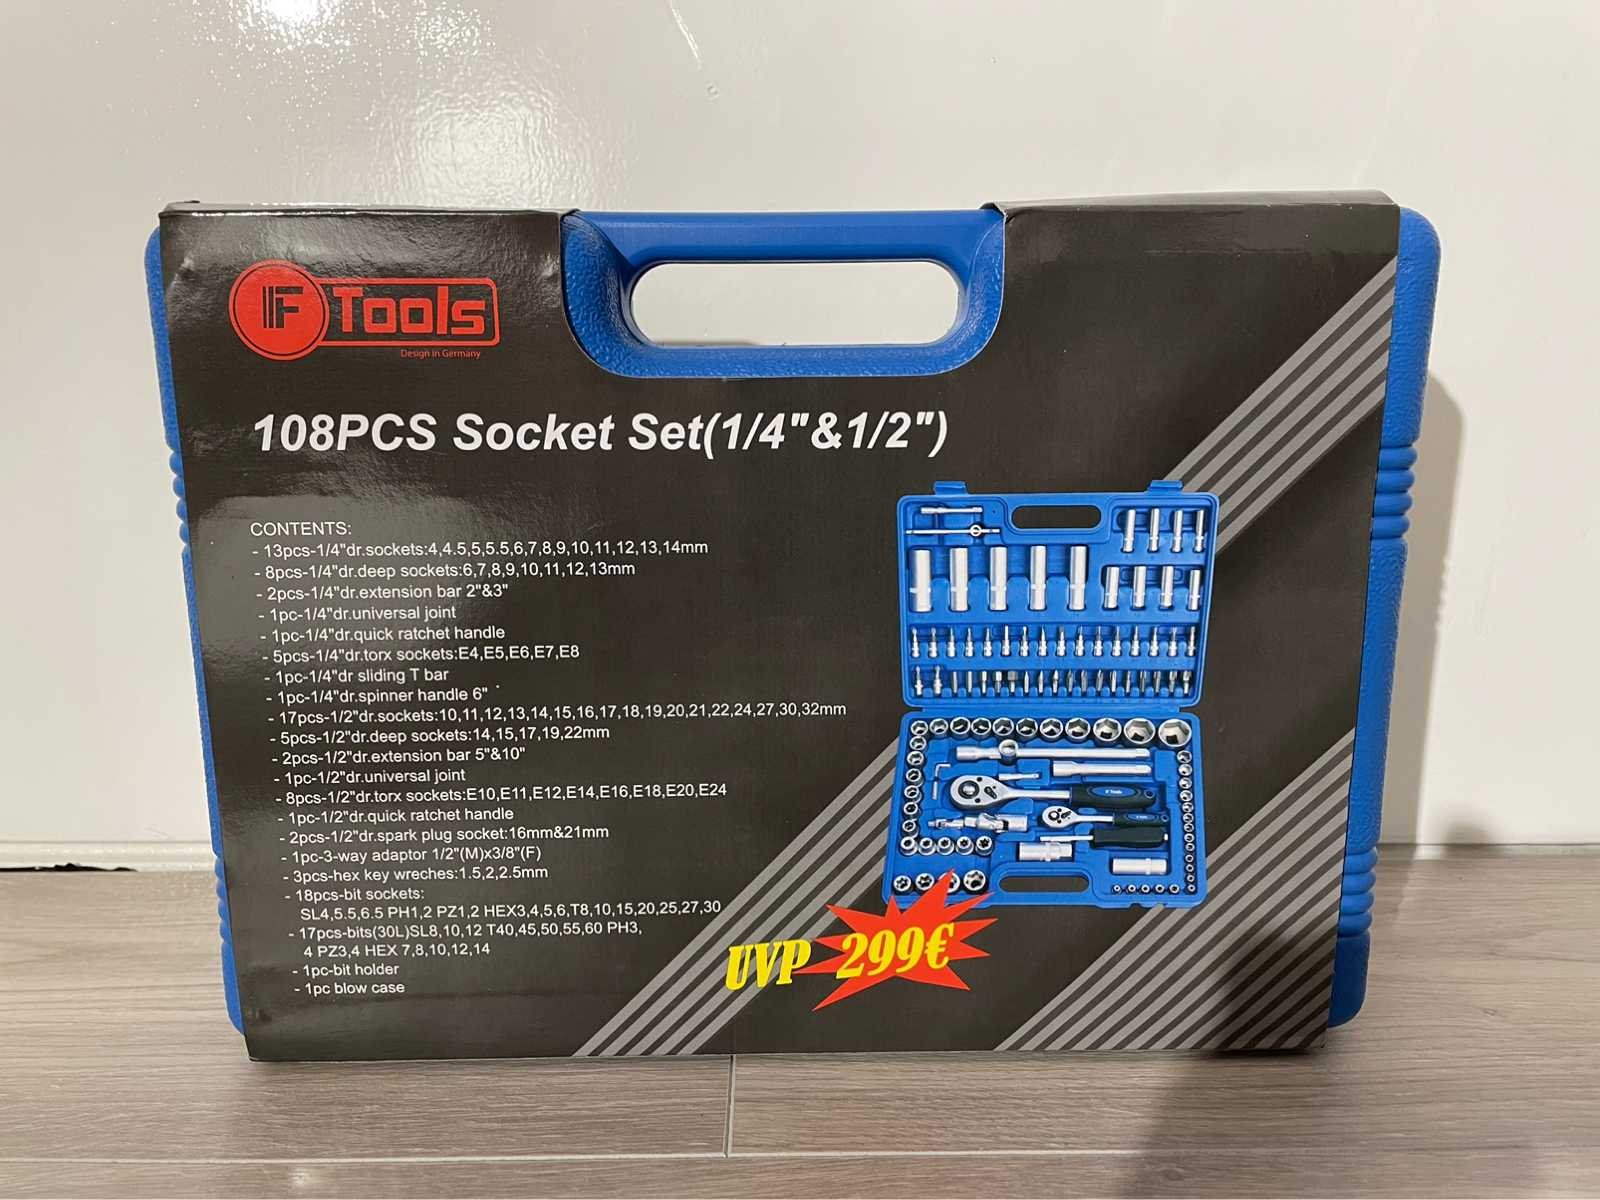 F Tools
Design in Germany
108PCS Socket Set(1/4"&1/2")
CONTENTS:
- 13pcs-1/4"dr.sockets:4,4.5,5,5.5,6,7,8,9,10,11,12,13,14mm
- 8pcs-1/4"dr.deep sockets:6,7,8,9,10,11,12,13mm
- 2pcs-1/4"dr.extension bar 2"&3"
- 1pc-1/4"dr.universal joint
- 1pc-1/4"dr.quick ratchet handle
- 5pcs-1/4"dr.torx sockets:E4,E5,E6,E7,E8
- 1pc-1/4"dr sliding T bar
- 1pc-1/4"dr.spinner handle 6"
- 17pcs-1/2"dr.sockets:10,11,12,13,14,15,16,17,18,19,20,21,22,24,27,30,32mm
- 5pcs-1/2"dr.deep sockets:14,15,17,19,22mm
- 2pcs-1/2"dr.extension bar 5"&10"
- 1pc-1/2"dr.universal joint
- 8pcs-1/2"dr.torx sockets:E10,E11,E12,E14,E16,E18,E20,E24
- 1pc-1/2"dr.quick ratchet handle
- 2pcs-1/2"dr.spark plug socket:16mm&21mm
- 1pc-3-way adaptor 1/2"(M)x3/8"(F)
- 3pcs-hex key wreches:1.5,2,2.5mm
- 18pcs-bit sockets:
SL4,5.5,6.5 PH1,2 PZ1,2 HEX3,4,5,6,T8,10,15,20,25,27,30
- 17pcs-bits(30L)SL8,10,12 T40,45,50,55,60 PH3,
4 PZ3,4 HEX 7,8,10,12,14
- 1pc-bit holder
- 1pc blow case
UVP 299€